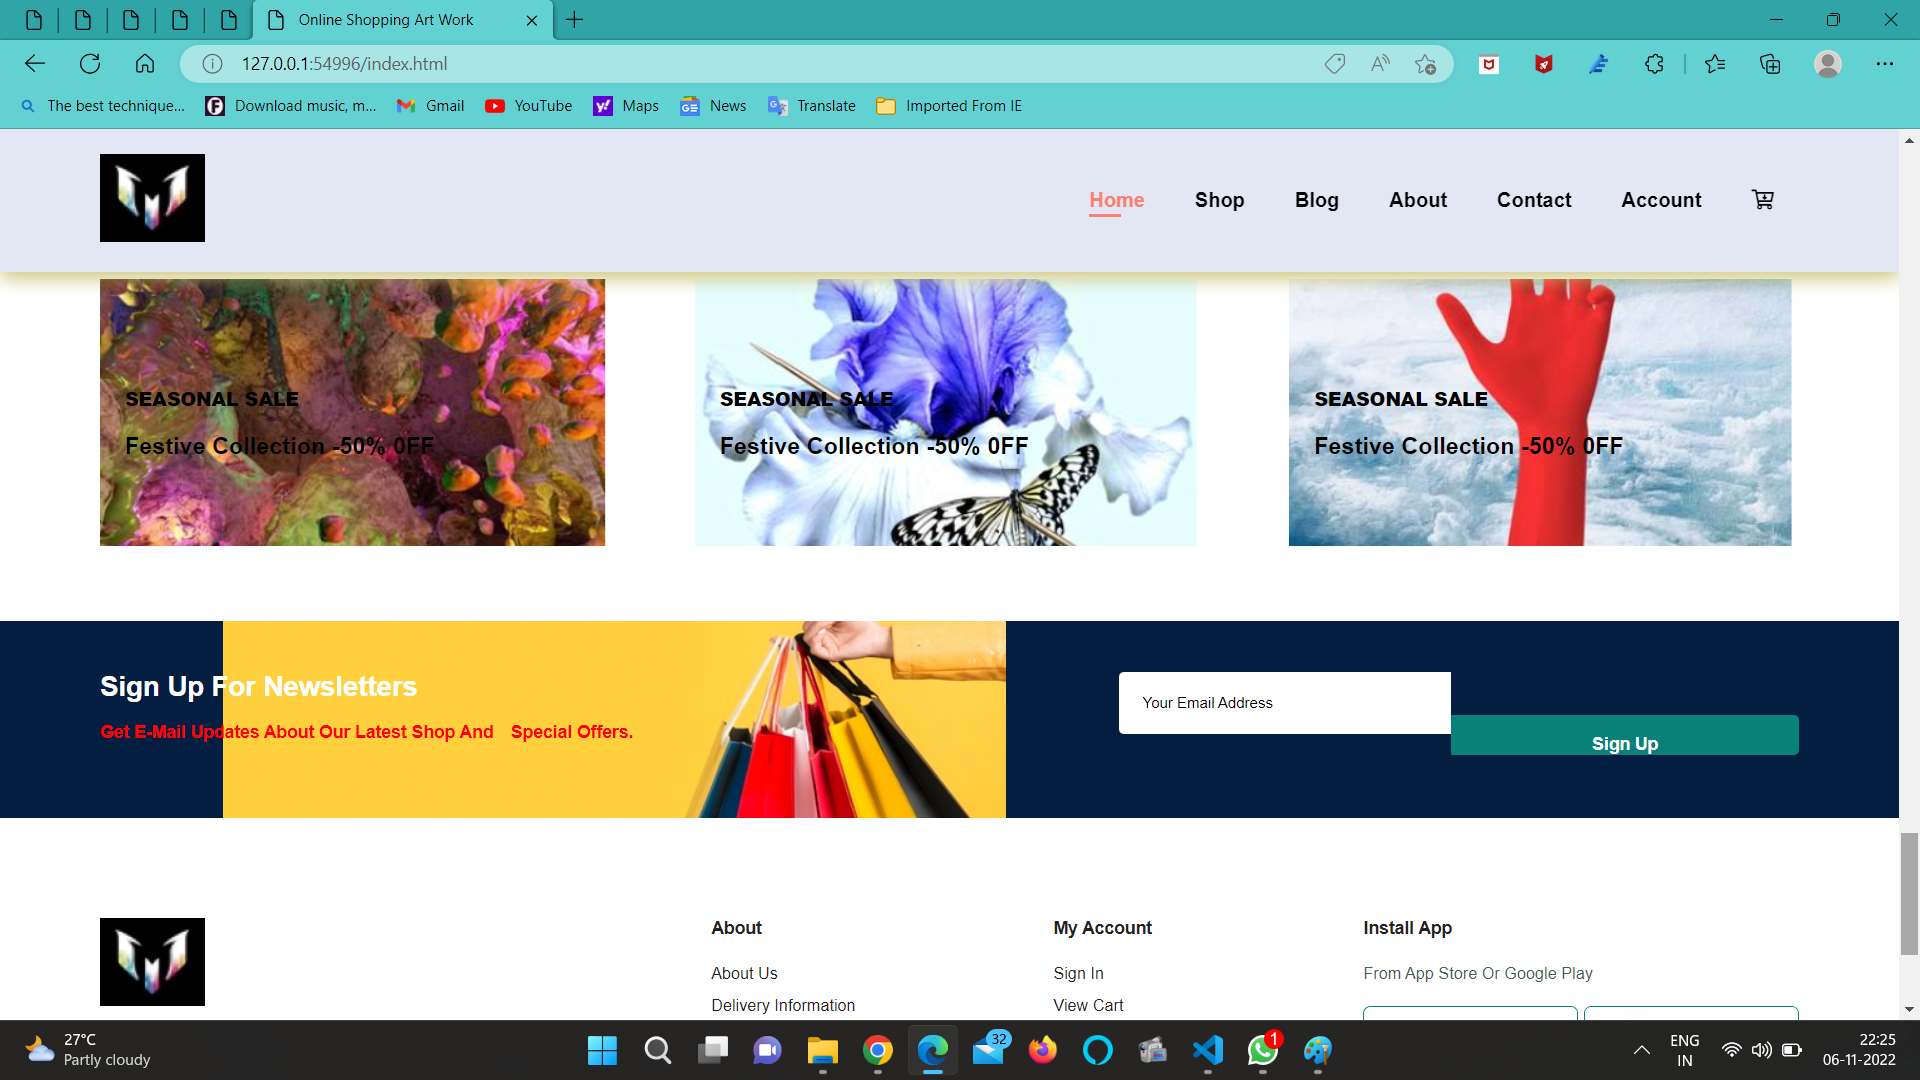 Online Shopping Art Work
127.0.0.1:54996/index.html
The best technique... Download music, m... Gmail YouTube Maps News Translate Imported From IE
Home Shop Blog About Contact Account
SEASONAL SALE SEASONAL SALE SEASONAL SALE
Festive Collection -50% 0FF Festive Collection -50% 0FF Festive Collection -50% 0FF
Sign Up For Newsletters
Get E-Mail Updates About Our Latest Shop And Special Offers.
Your Email Address
Sign Up
About My Account Install App
About Us Sign In From App Store Or Google Play
Delivery Information View Cart
27°C
Partly cloudy
32
1
ENG
IN
22:25
06-11-2022